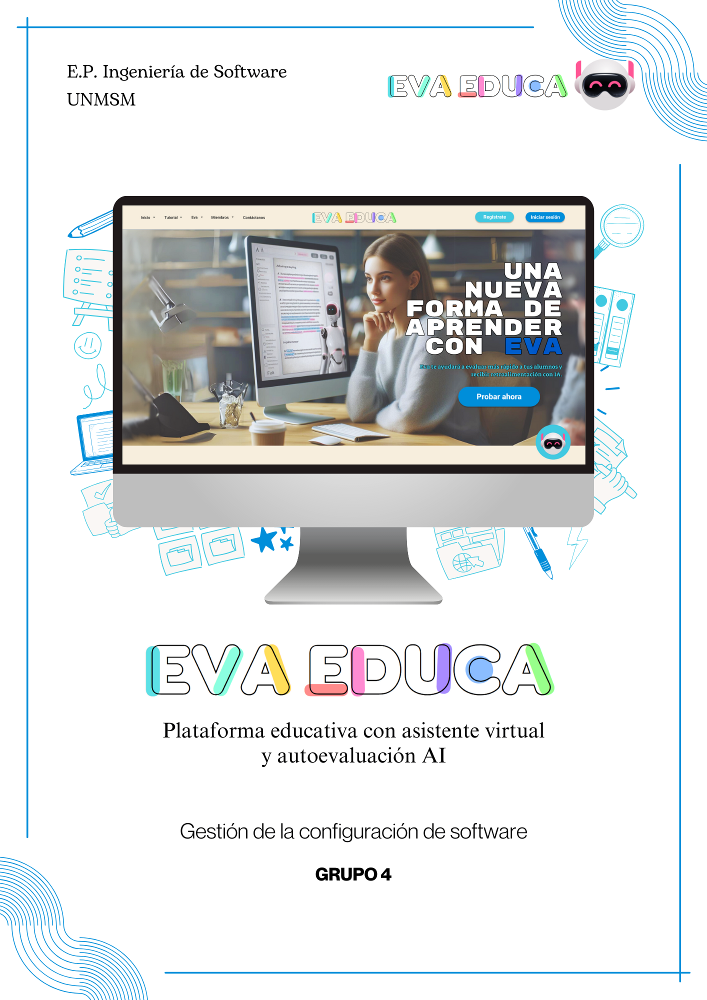 E.P. Ingeniería de Software
UNMSM
EVA EDUCA
Inicio
Tutorial
Eva
Miembros
Contáctanos
EVA EDUCA
Regístrate
Iniciar sesión
UNA
NUEVA
FORMA DE
APRENDER
CON EVA
Eva te ayudará a evaluar más rápido a tus alumnos y
recibir retroalimentación con IA.
Probar ahora
EVA EDUCA
Plataforma educativa con asistente virtual
y autoevaluación AI
Gestión de la configuración de software
GRUPO 4